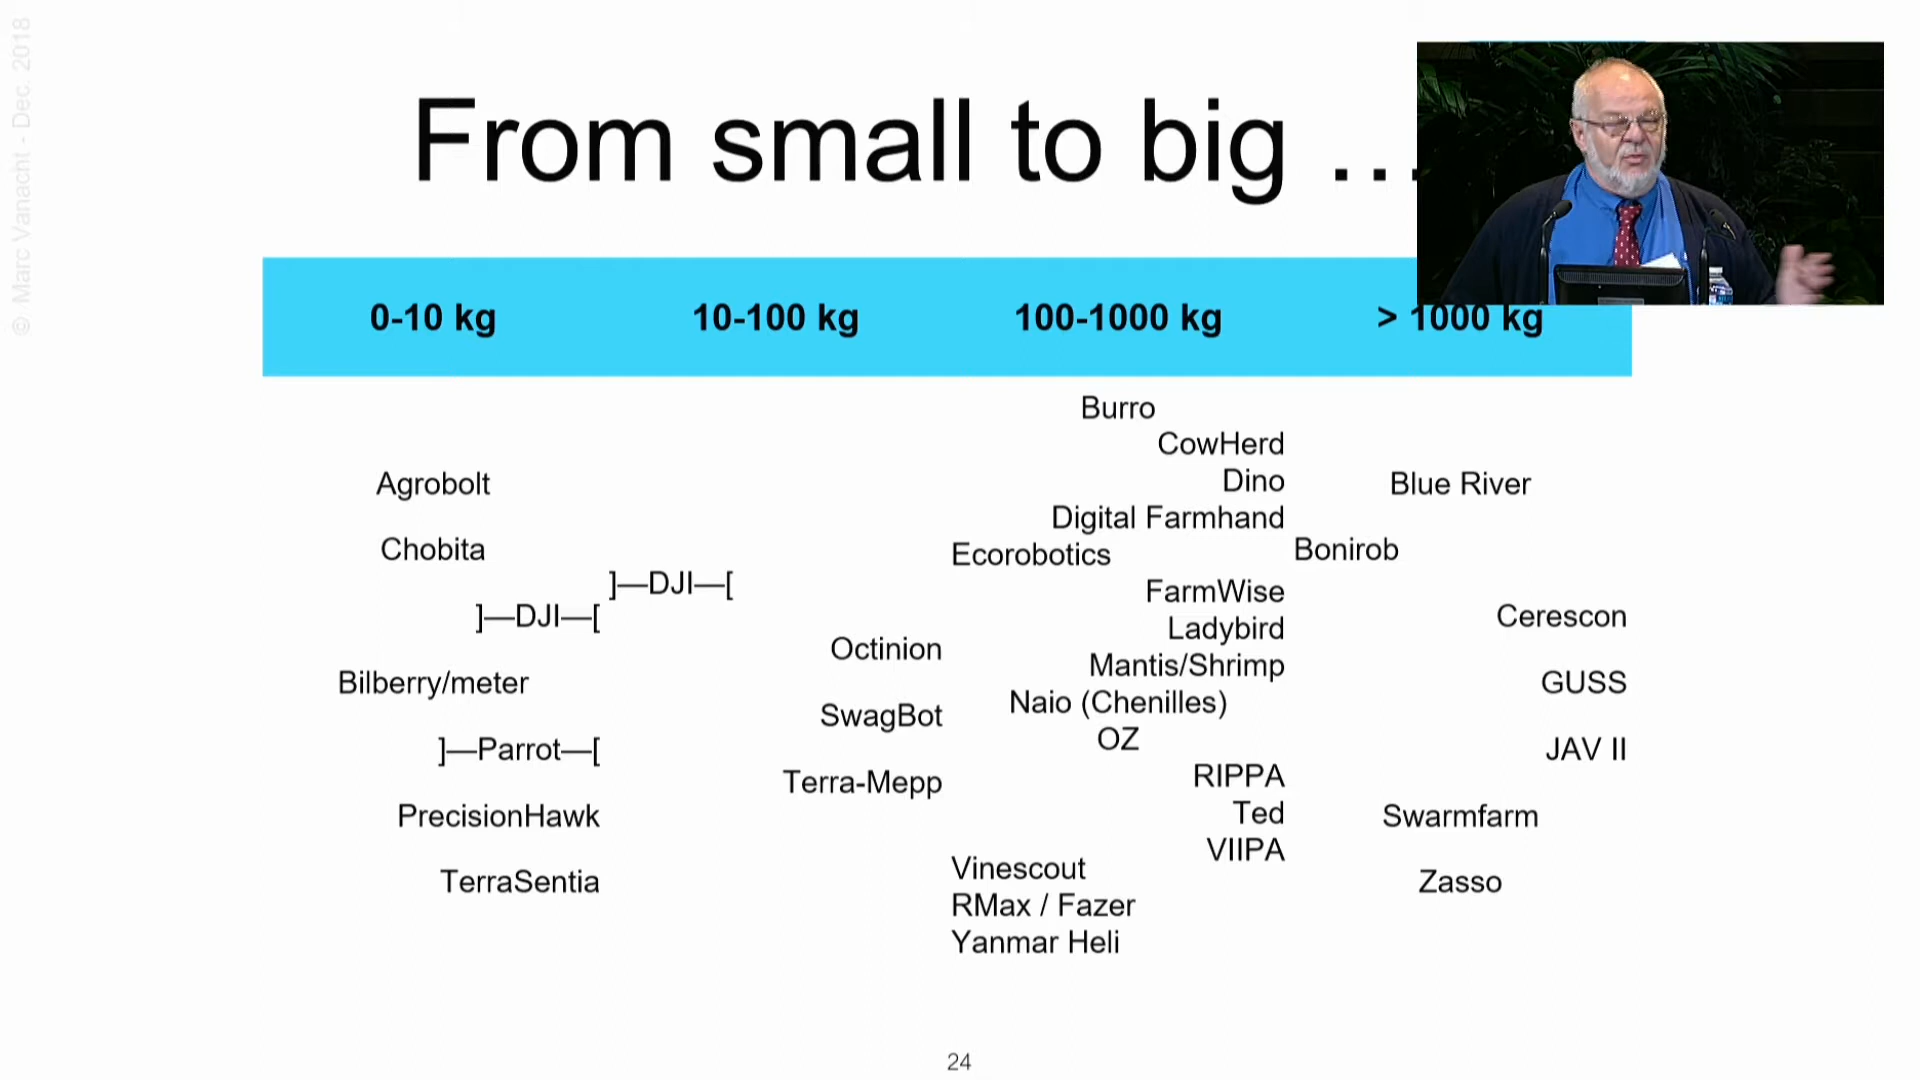 © Marc Vanacht - Dec. 2018
From small to big …
0-10 kg
10-100 kg
100-1000 kg
> 1000 kg
Agrobolt
Chobita
]—DJI—[
Bilberry/meter
]—Parrot—[
PrecisionHawk
TerraSentia
]—DJI—[
Octinion
SwagBot
Terra-Mepp
Burro
CowHerd
Dino
Digital Farmhand
Ecorobotics
FarmWise
Ladybird
Mantis/Shrimp
Naio (Chenilles)
OZ
RIPPA
Ted
VIIPA
Vinescout
RMax / Fazer
Yanmar Heli
Blue River
Bonirob
Cerescon
GUSS
JAV II
Swarmfarm
Zasso
24